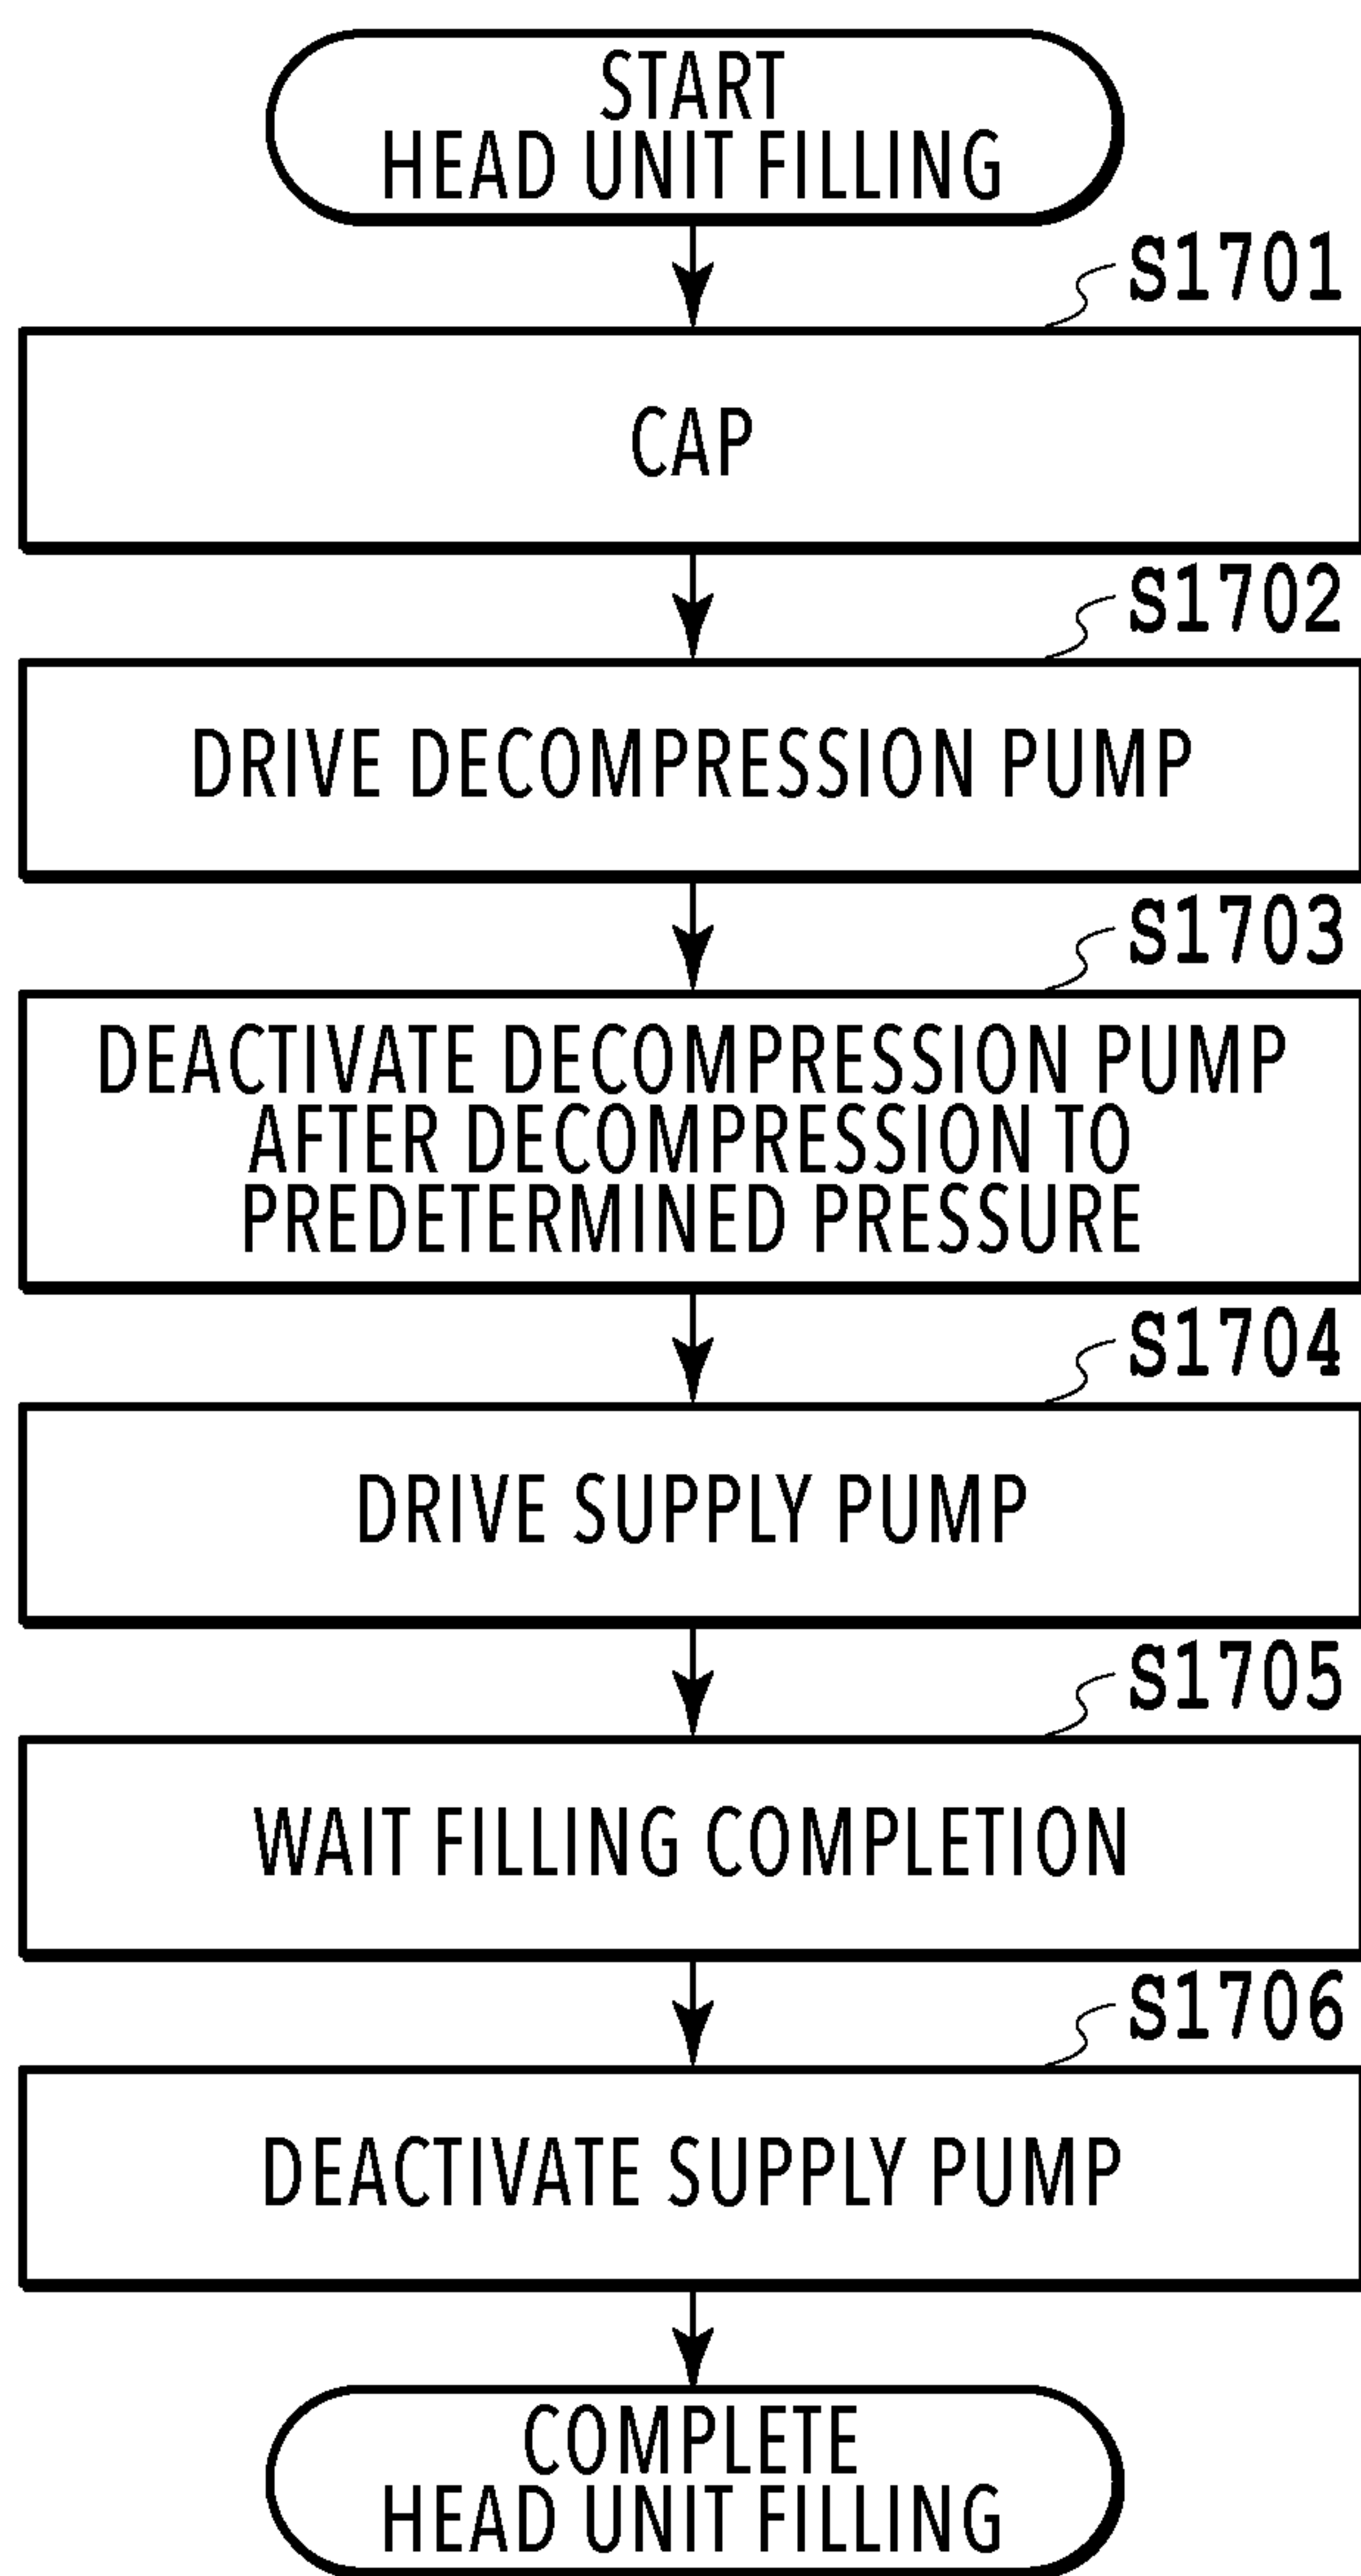 START
HEAD UNIT FILLING
S1701
CAP
S1702
DRIVE DECOMPRESSION PUMP
S1703
DEACTIVATE DECOMPRESSION PUMP
AFTER DECOMPRESSION TO
PREDETERMINED PRESSURE
S1704
DRIVE SUPPLY PUMP
S1705
WAIT FILLING COMPLETION
S1706
DEACTIVATE SUPPLY PUMP
COMPLETE
HEAD UNIT FILLING